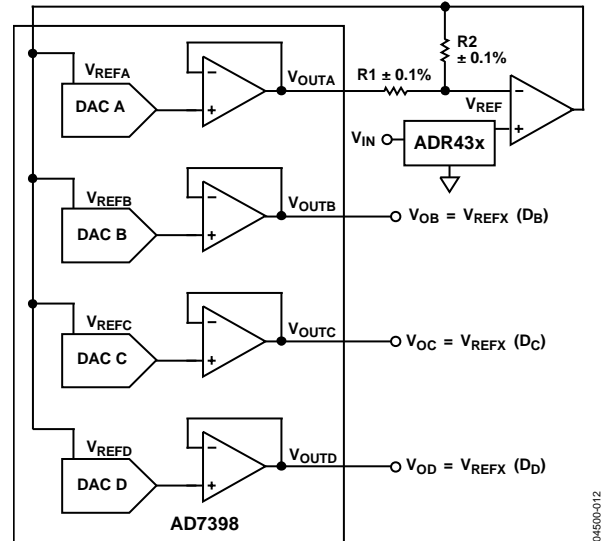 R2
± 0.1%
R1 ± 0.1%
VREFA
DAC A
−
+
VOUTA
VREF
−
+
VIN
ADR43x
VREFB
DAC B
−
+
VOUTB
VOB = VREFX (DB)
VREFC
DAC C
−
+
VOUTC
VOC = VREFX (DC)
VREFD
DAC D
−
+
VOUTD
VOD = VREFX (DD)
AD7398
04500-012